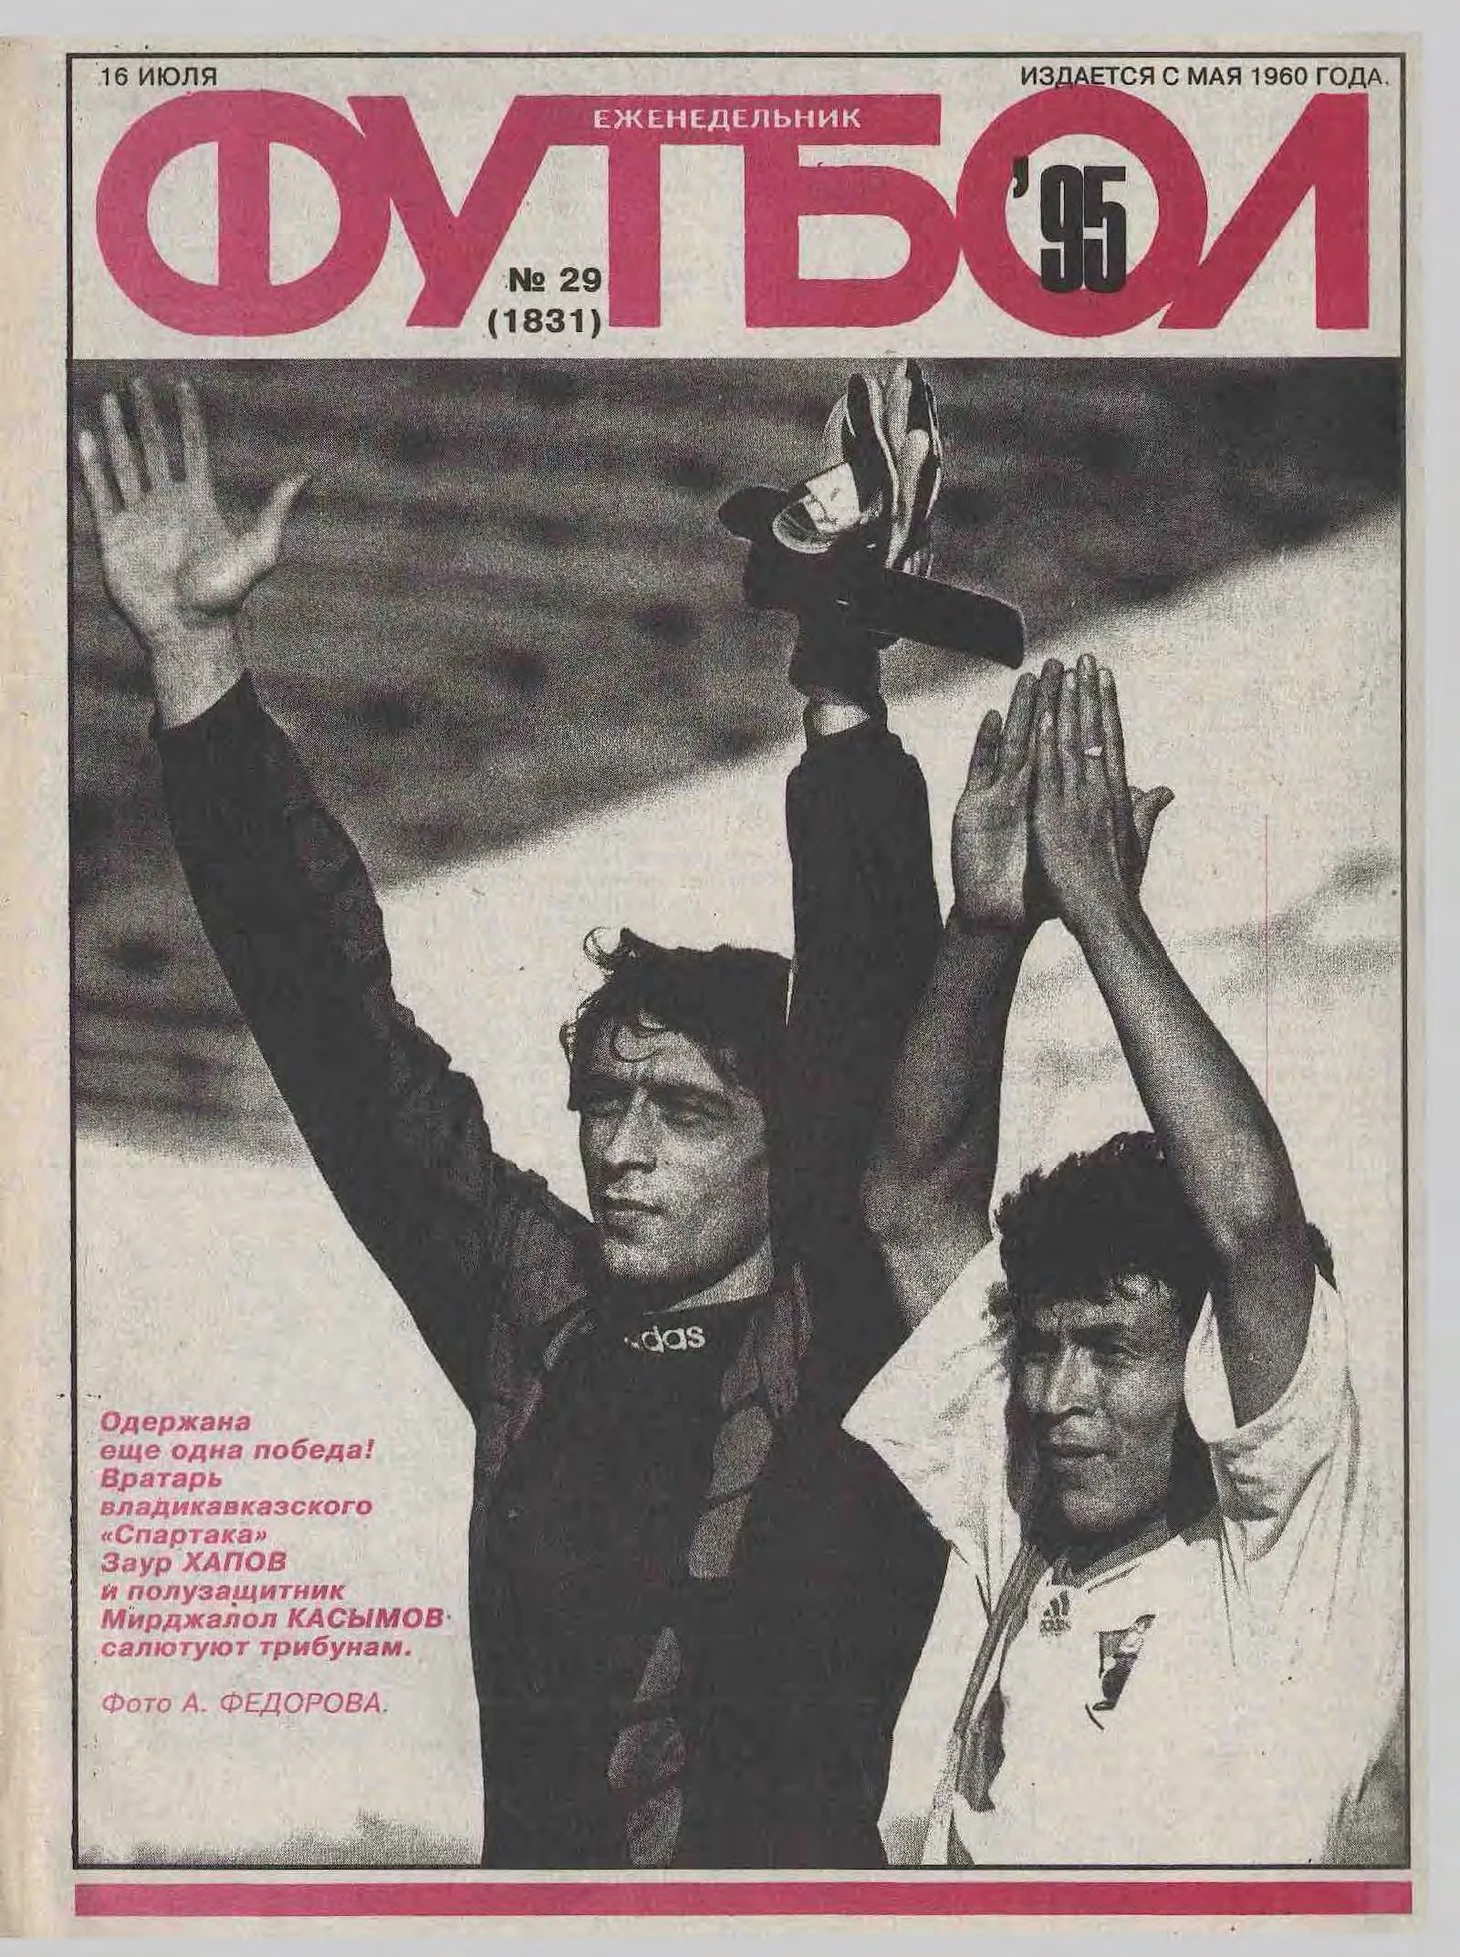 16 ИЮЛЯ
ИЗДАЕТСЯ С МАЯ 1960 ГОДА.
ЕЖЕНЕДЕЛЬНИК
ФУТБОЛ
'95
№ 29
(1831)
das
Одержана
еще одна победа!
Вратарь
владикавказского
«Спартака»
Заур ХАПОВ
и полузащитник
Мирджалол КАСЫМОВ
салютуют трибунам.
Фото А. ФЕДОРОВА.